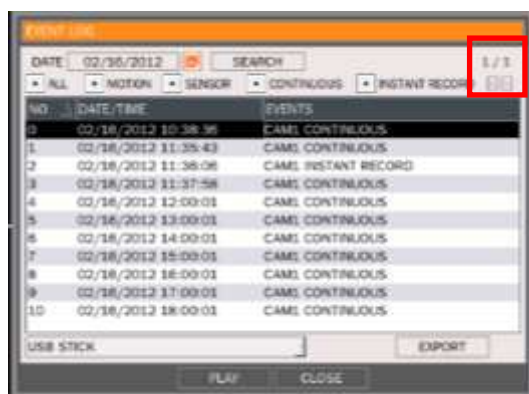 EVENT LOG
DATE 02/16/2012 SEARCH 1 / 1
ALL MOTION SENSOR CONTINUOUS INSTANT RECORD
NO DATE/TIME EVENTS
0 02/16/2012 10:38:36 CAM1 CONTINUOUS
1 02/16/2012 11:35:43 CAM1 CONTINUOUS
2 02/16/2012 11:36:06 CAM1 INSTANT RECORD
3 02/16/2012 11:37:58 CAM1 CONTINUOUS
4 02/16/2012 12:00:01 CAM1 CONTINUOUS
5 02/16/2012 13:00:01 CAM1 CONTINUOUS
6 02/16/2012 14:00:01 CAM1 CONTINUOUS
7 02/16/2012 15:00:01 CAM1 CONTINUOUS
8 02/16/2012 16:00:01 CAM1 CONTINUOUS
9 02/16/2012 17:00:01 CAM1 CONTINUOUS
10 02/16/2012 18:00:01 CAM1 CONTINUOUS
USB STICK EXPORT
PLAY CLOSE